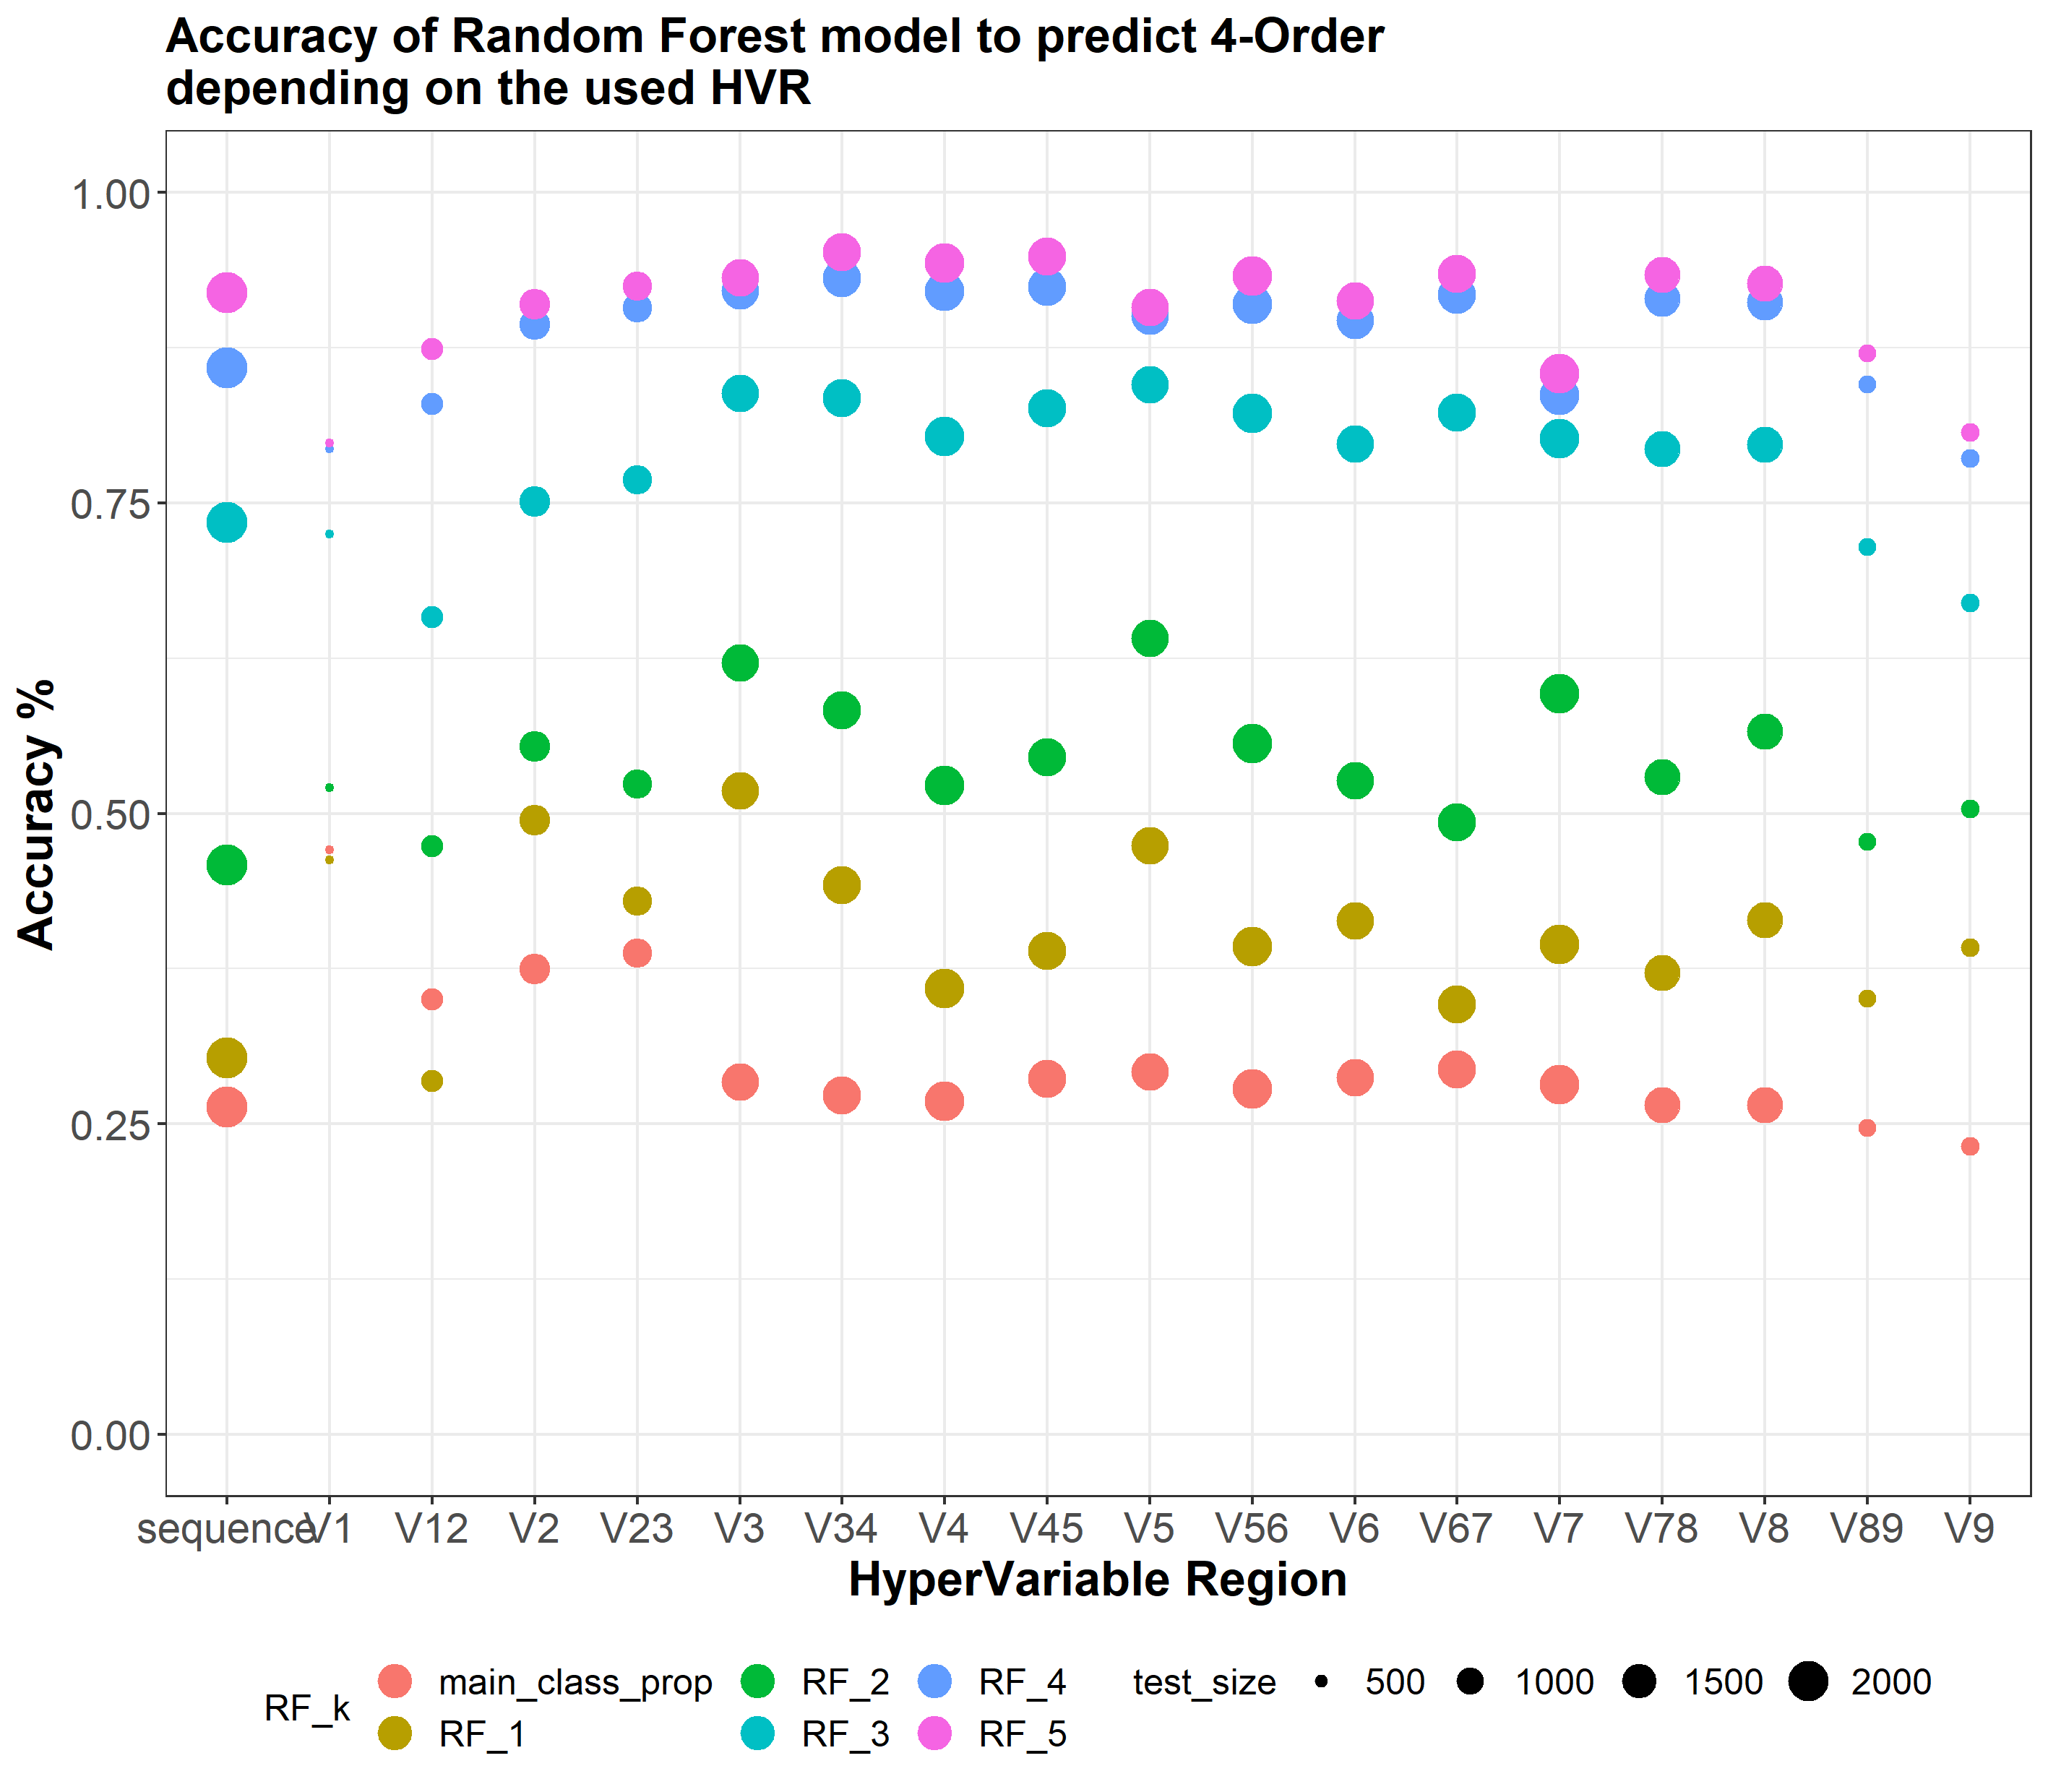 Accuracy of Random Forest model to predict 4-Order
depending on the used HVR
Accuracy %
1.00
0.75
0.50
0.25
0.00
sequence V1 V12 V2 V23 V3 V34 V4 V45 V5 V56 V6 V67 V7 V78 V8 V89 V9
HyperVariable Region
RF_k
main_class_prop RF_2 RF_4
RF_1 RF_3 RF_5
test_size 500 1000 1500 2000